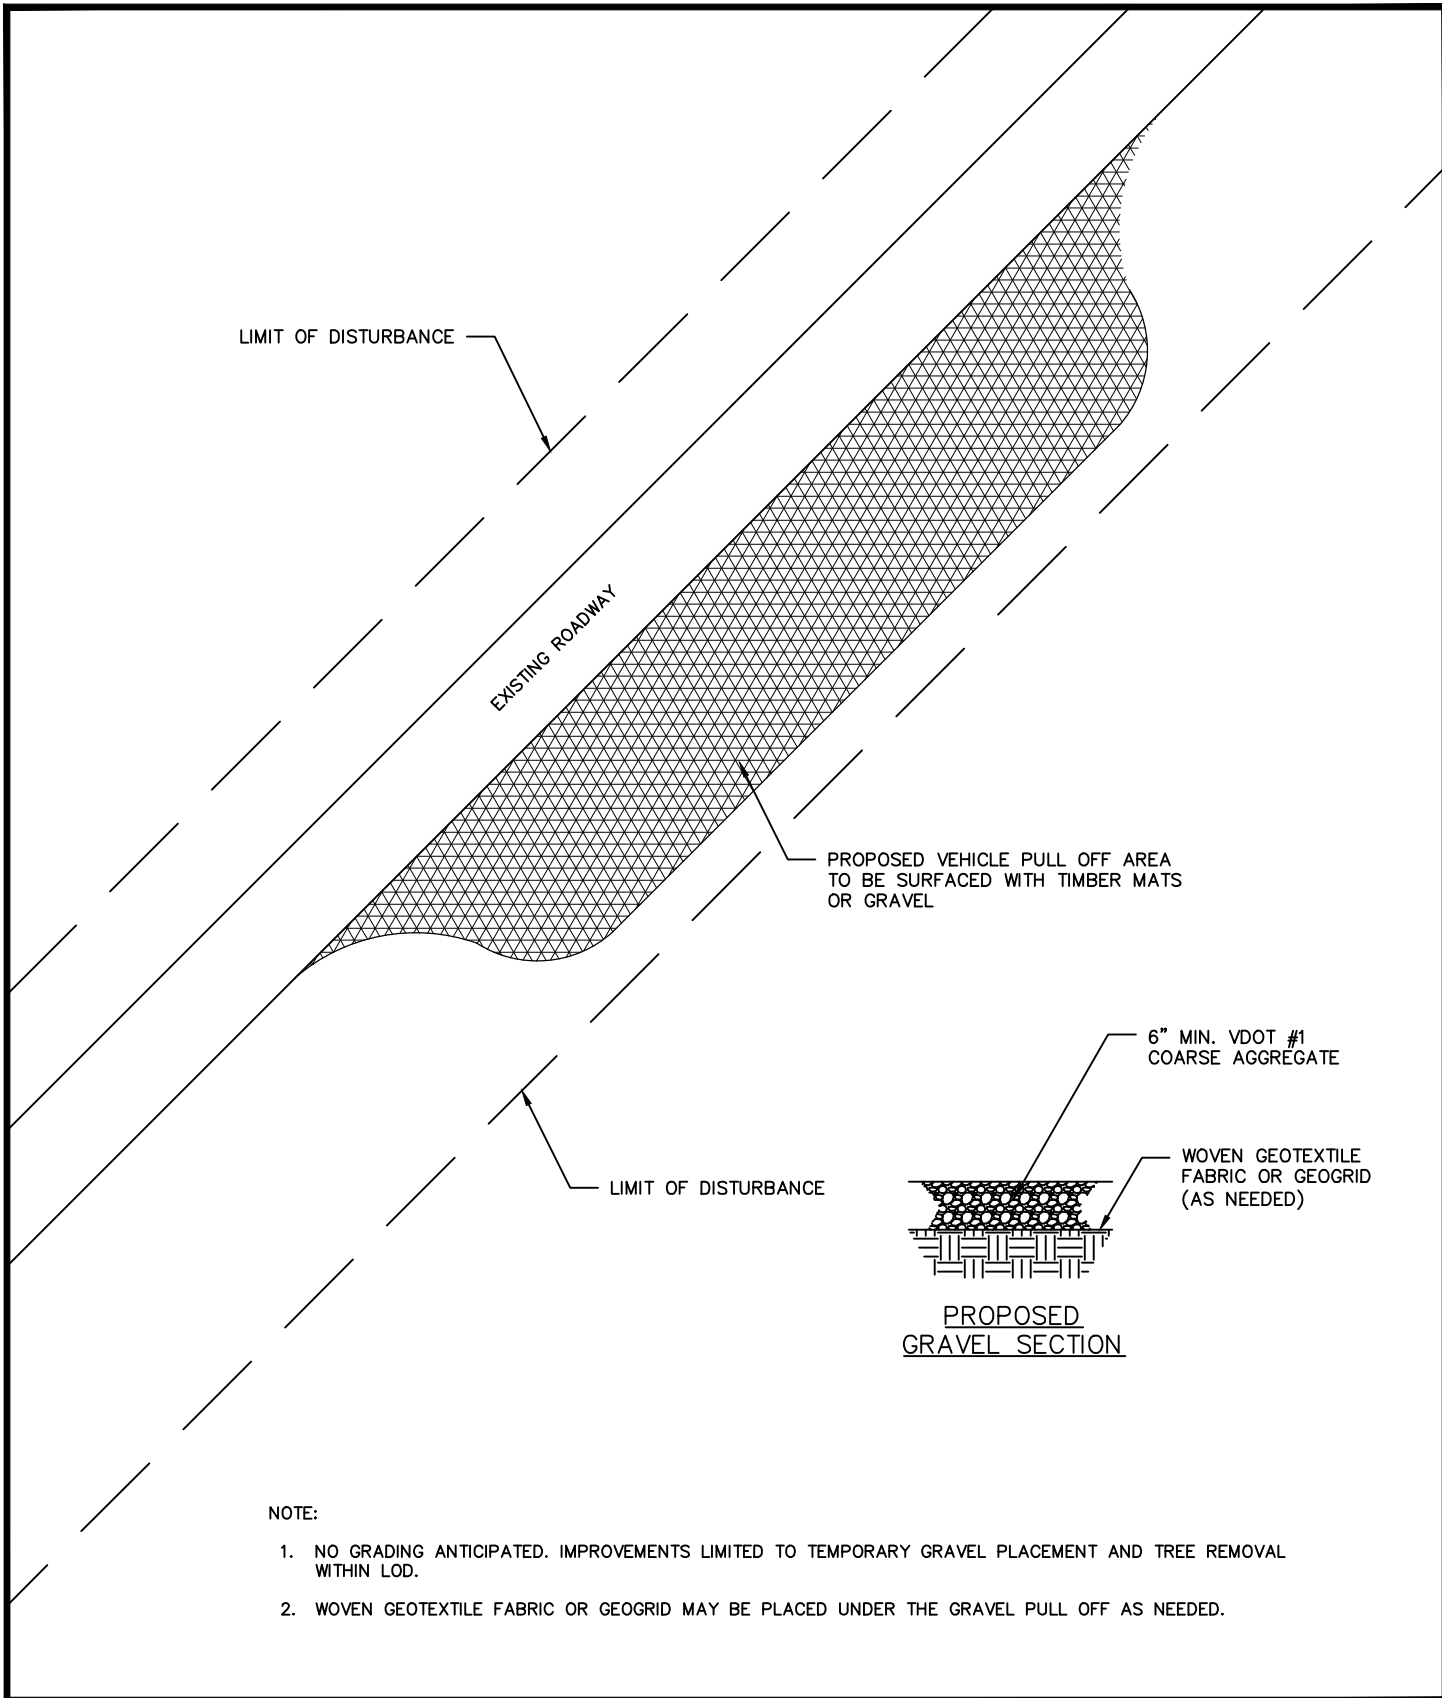 LIMIT OF DISTURBANCE
EXISTING ROADWAY
PROPOSED VEHICLE PULL OFF AREA
TO BE SURFACED WITH TIMBER MATS
OR GRAVEL
6" MIN. VDOT #1
COARSE AGGREGATE
WOVEN GEOTEXTILE
FABRIC OR GEOGRID
(AS NEEDED)
LIMIT OF DISTURBANCE
PROPOSED
GRAVEL SECTION
NOTE:
1. NO GRADING ANTICIPATED. IMPROVEMENTS LIMITED TO TEMPORARY GRAVEL PLACEMENT AND TREE REMOVAL
WITHIN LOD.
2. WOVEN GEOTEXTILE FABRIC OR GEOGRID MAY BE PLACED UNDER THE GRAVEL PULL OFF AS NEEDED.